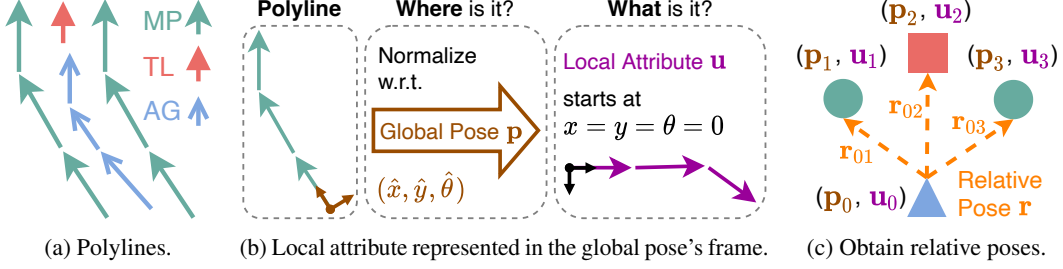 MP
TL
AG
(a) Polylines.
Polyline
Where is it?
Normalize
w.r.t.
Global Pose p
(x̂, ŷ, θ̂)
What is it?
Local Attribute u
starts at
x = y = θ = 0
(b) Local attribute represented in the global pose's frame.
(p₂, u₂)
(p₁, u₁)
(p₃, u₃)
r₀₂
r₀₁
r₀₃
(p₀, u₀)
Relative
Pose r
(c) Obtain relative poses.